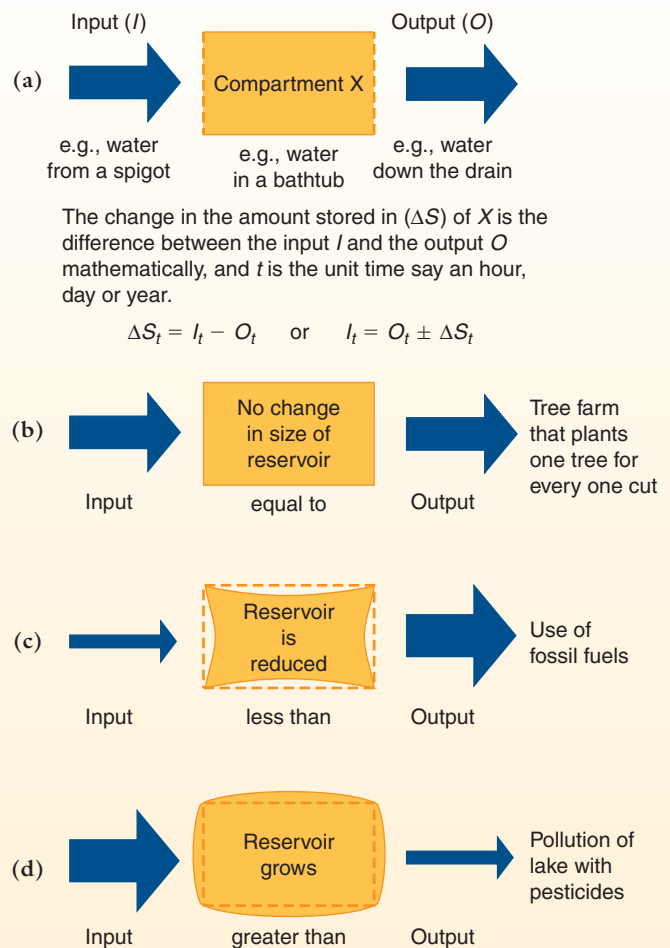 Input (I)
Output (O)
(a)
Compartment X
e.g., water
from a spigot
e.g., water
in a bathtub
e.g., water
down the drain
The change in the amount stored in (ΔS) of X is the
difference between the input I and the output O
mathematically, and t is the unit time say an hour,
day or year.
ΔSt = It − Ot or It = Ot ± ΔSt
(b)
No change
in size of
reservoir
Tree farm
that plants
one tree for
every one cut
Input
equal to
Output
(c)
Reservoir
is
reduced
Use of
fossil fuels
Input
less than
Output
(d)
Reservoir
grows
Pollution of
lake with
pesticides
Input
greater than
Output